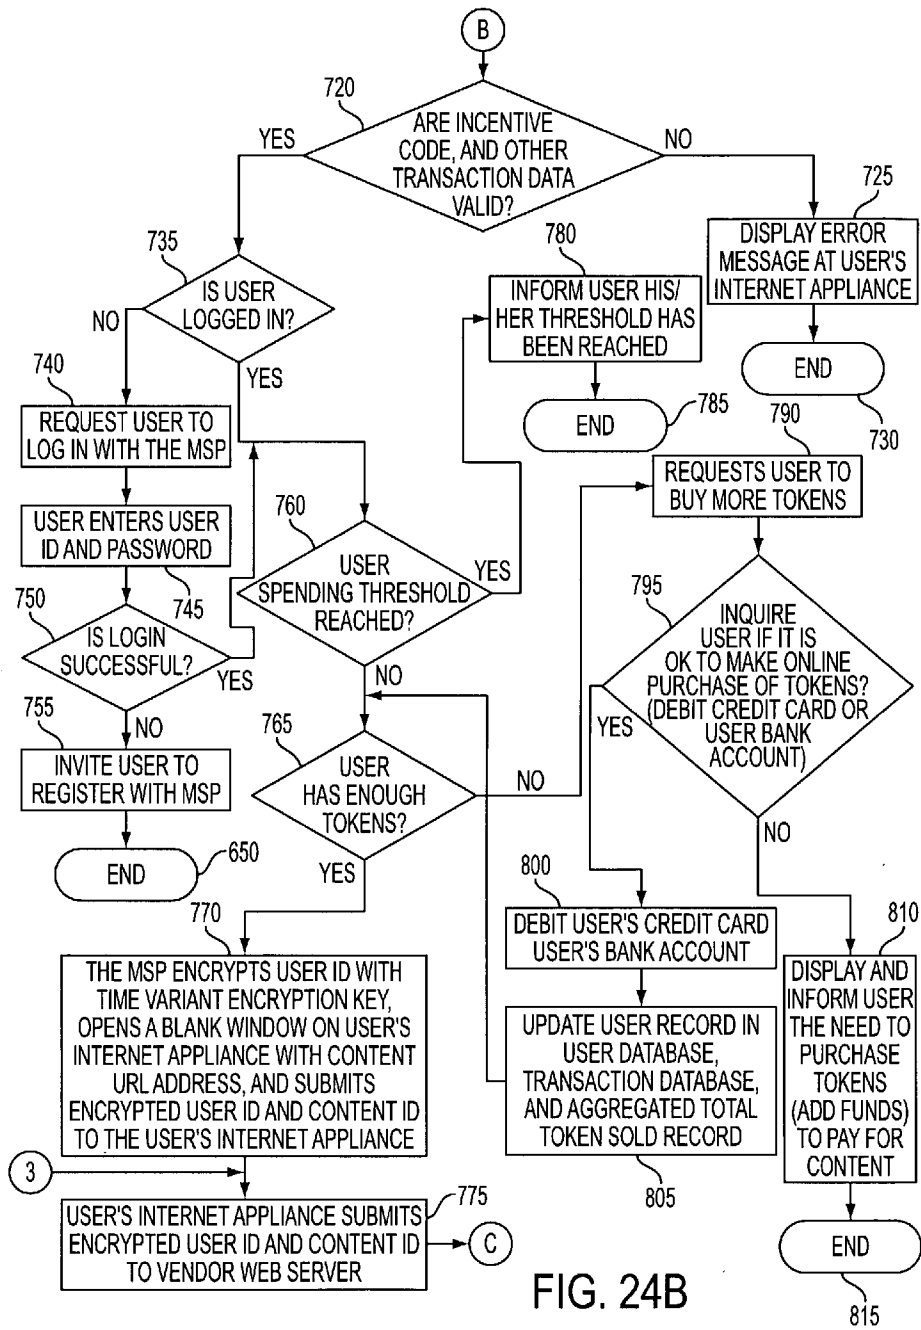 B
720
ARE INCENTIVE
CODE, AND OTHER
TRANSACTION DATA
VALID?
YES
NO
725
DISPLAY ERROR
MESSAGE AT USER'S
INTERNET APPLIANCE
END
730
735
IS USER
LOGGED IN?
NO
YES
780
INFORM USER HIS/
HER THRESHOLD HAS
BEEN REACHED
END
785
740
REQUEST USER TO
LOG IN WITH THE MSP
USER ENTERS USER
ID AND PASSWORD
745
750
IS LOGIN
SUCCESSFUL?
YES
NO
755
INVITE USER TO
REGISTER WITH MSP
END
650
760
USER
SPENDING THRESHOLD
REACHED?
YES
NO
765
USER
HAS ENOUGH
TOKENS?
NO
YES
790
REQUESTS USER TO
BUY MORE TOKENS
795
INQUIRE
USER IF IT IS
OK TO MAKE ONLINE
PURCHASE OF TOKENS?
(DEBIT CREDIT CARD OR
USER BANK
ACCOUNT)
YES
NO
800
DEBIT USER'S CREDIT CARD
USER'S BANK ACCOUNT
UPDATE USER RECORD IN
USER DATABASE,
TRANSACTION DATABASE,
AND AGGREGATED TOTAL
TOKEN SOLD RECORD
805
810
DISPLAY AND
INFORM USER
THE NEED TO
PURCHASE
TOKENS
(ADD FUNDS)
TO PAY FOR
CONTENT
END
815
770
THE MSP ENCRYPTS USER ID WITH
TIME VARIANT ENCRYPTION KEY,
OPENS A BLANK WINDOW ON USER'S
INTERNET APPLIANCE WITH CONTENT
URL ADDRESS, AND SUBMITS
ENCRYPTED USER ID AND CONTENT ID
TO THE USER'S INTERNET APPLIANCE
3
775
USER'S INTERNET APPLIANCE SUBMITS
ENCRYPTED USER ID AND CONTENT ID
TO VENDOR WEB SERVER
C
FIG. 24B